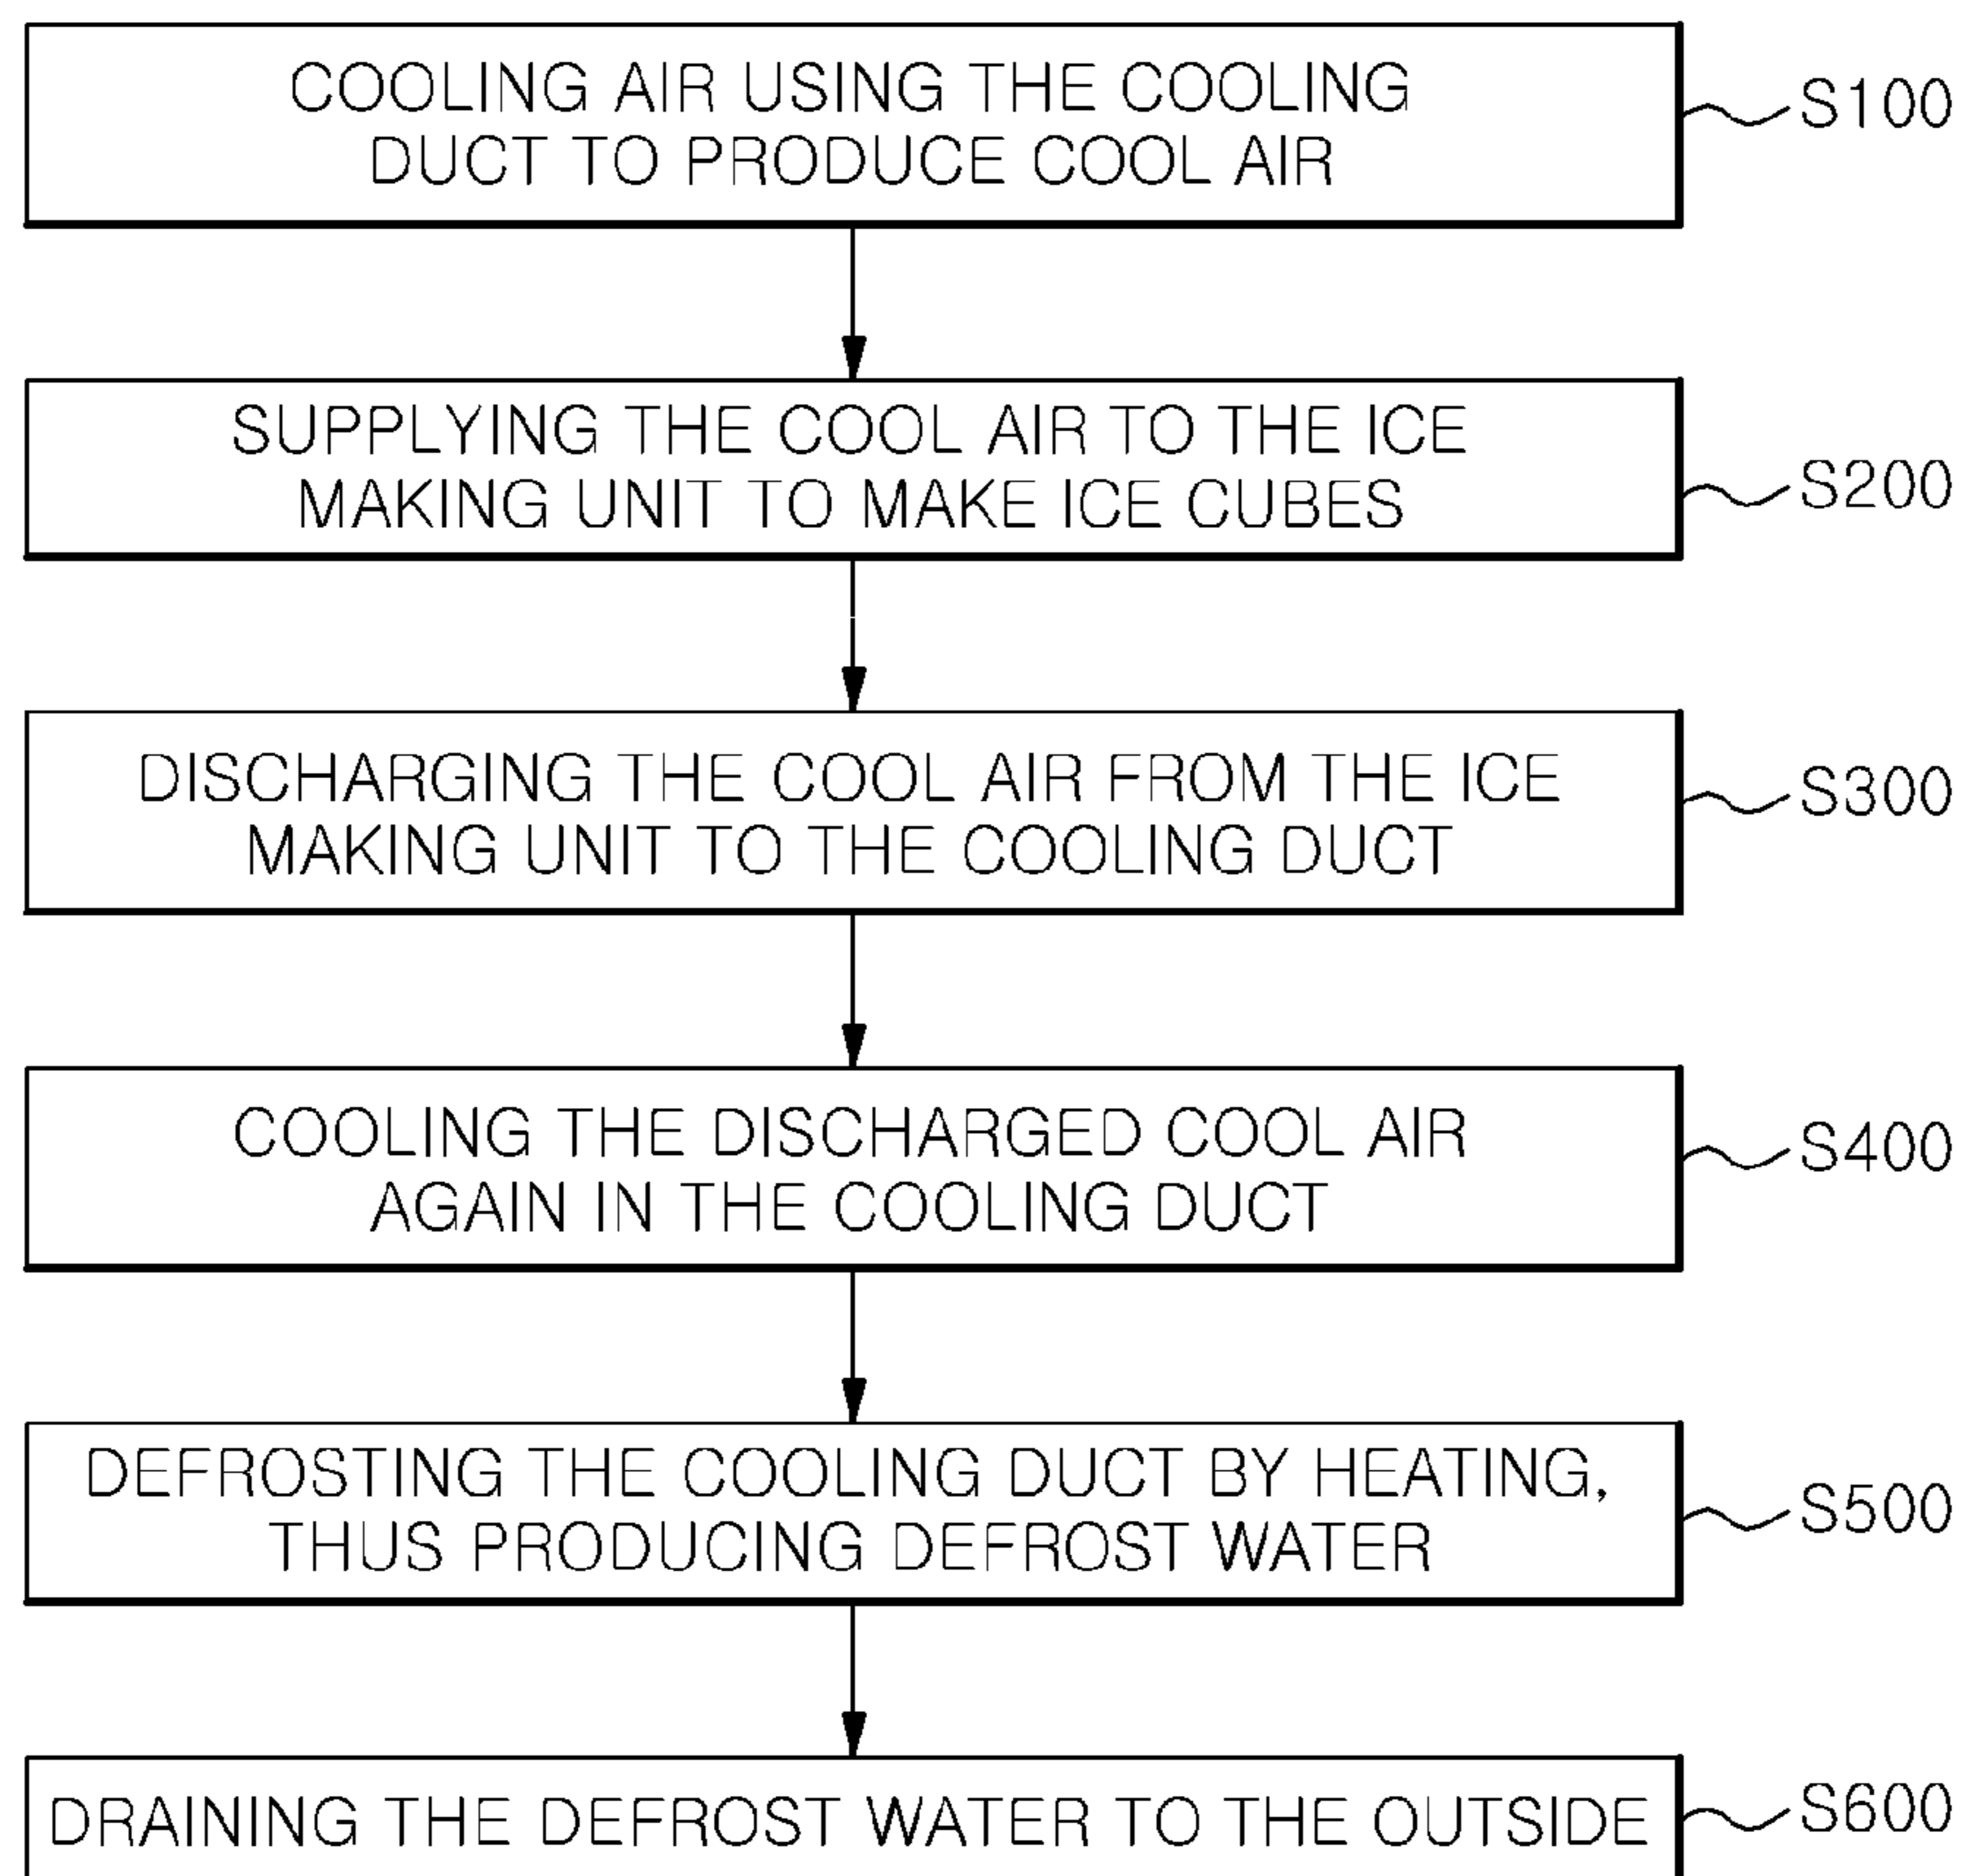 COOLING AIR USING THE COOLING
DUCT TO PRODUCE COOL AIR
S100
SUPPLYING THE COOL AIR TO THE ICE
MAKING UNIT TO MAKE ICE CUBES
S200
DISCHARGING THE COOL AIR FROM THE ICE
MAKING UNIT TO THE COOLING DUCT
S300
COOLING THE DISCHARGED COOL AIR
AGAIN IN THE COOLING DUCT
S400
DEFROSTING THE COOLING DUCT BY HEATING,
THUS PRODUCING DEFROST WATER
S500
DRAINING THE DEFROST WATER TO THE OUTSIDE
S600